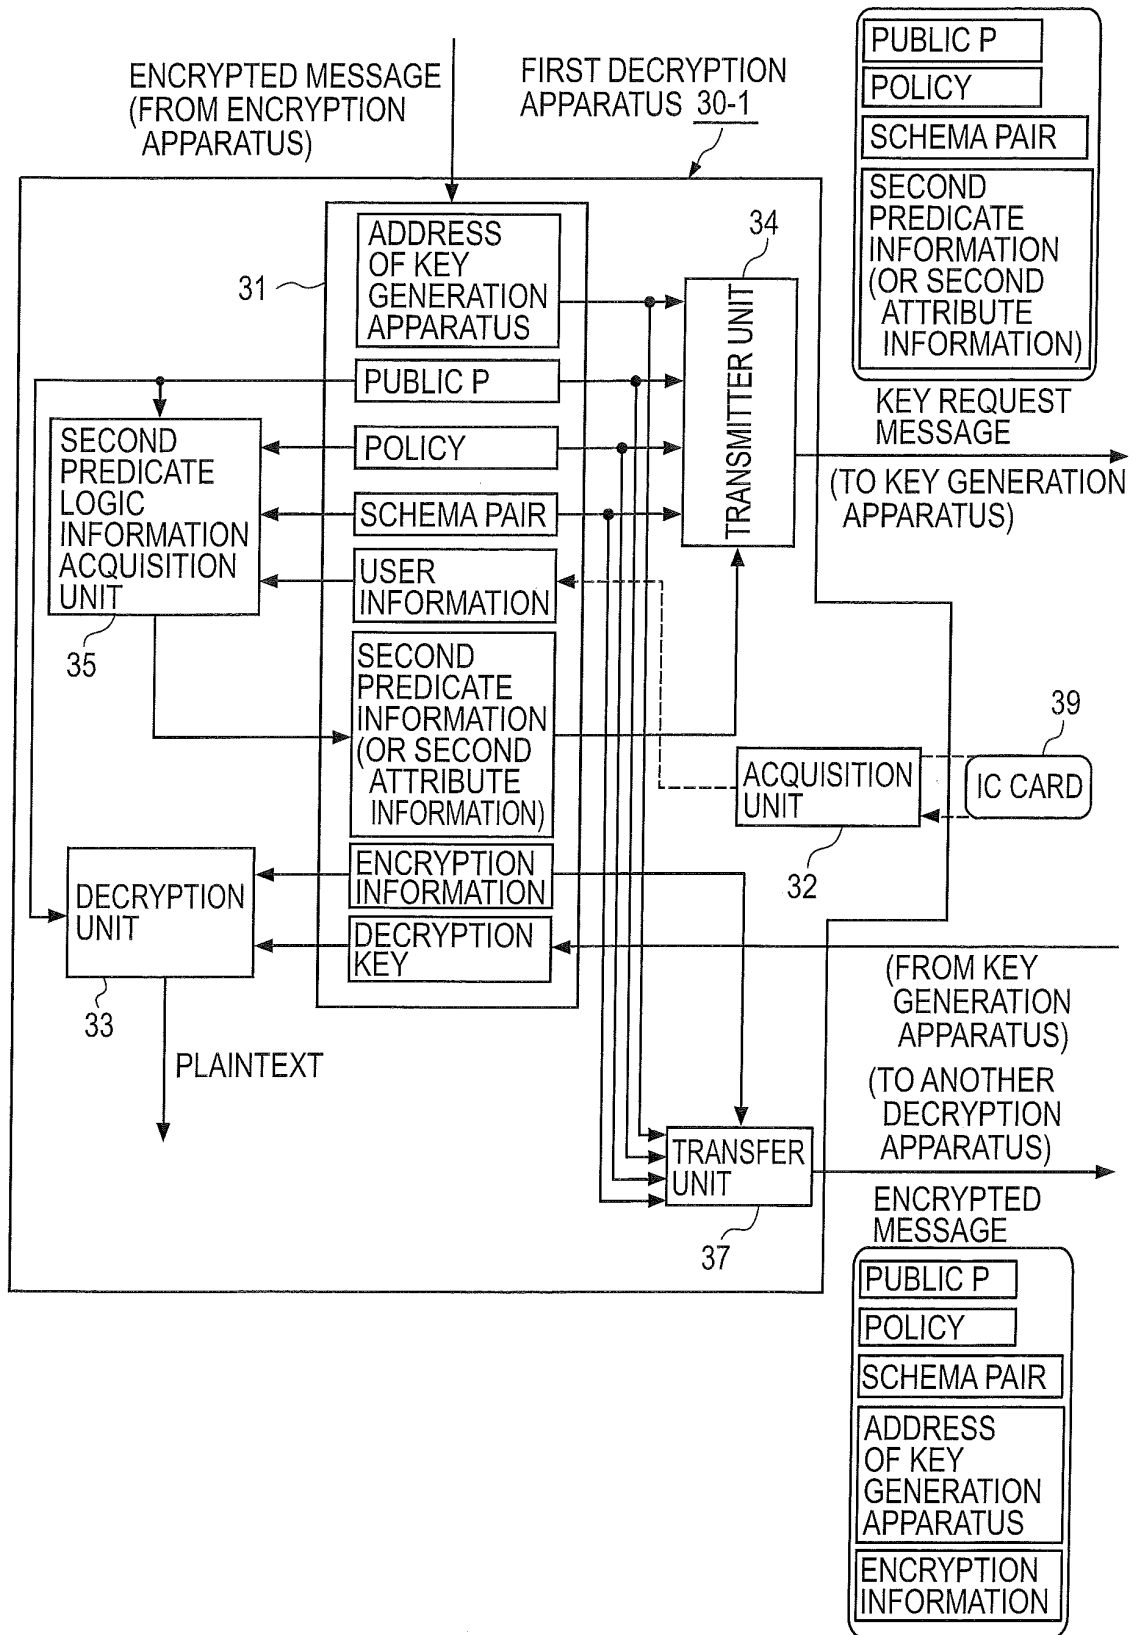 ENCRYPTED MESSAGE
(FROM ENCRYPTION
APPARATUS)
FIRST DECRYPTION
APPARATUS 30-1
PUBLIC P
POLICY
SCHEMA PAIR
SECOND
PREDICATE
INFORMATION
(OR SECOND
ATTRIBUTE
INFORMATION)
KEY REQUEST
MESSAGE
(TO KEY GENERATION
APPARATUS)
31
ADDRESS
OF KEY
GENERATION
APPARATUS
PUBLIC P
POLICY
SCHEMA PAIR
USER
INFORMATION
SECOND
PREDICATE
INFORMATION
(OR SECOND
ATTRIBUTE
INFORMATION)
ENCRYPTION
INFORMATION
DECRYPTION
KEY
34
TRANSMITTER UNIT
SECOND
PREDICATE
LOGIC
INFORMATION
ACQUISITION
UNIT
35
39
IC CARD
ACQUISITION
UNIT
32
DECRYPTION
UNIT
33
PLAINTEXT
(FROM KEY
GENERATION
APPARATUS)
(TO ANOTHER
DECRYPTION
APPARATUS)
TRANSFER
UNIT
37
ENCRYPTED
MESSAGE
PUBLIC P
POLICY
SCHEMA PAIR
ADDRESS
OF KEY
GENERATION
APPARATUS
ENCRYPTION
INFORMATION